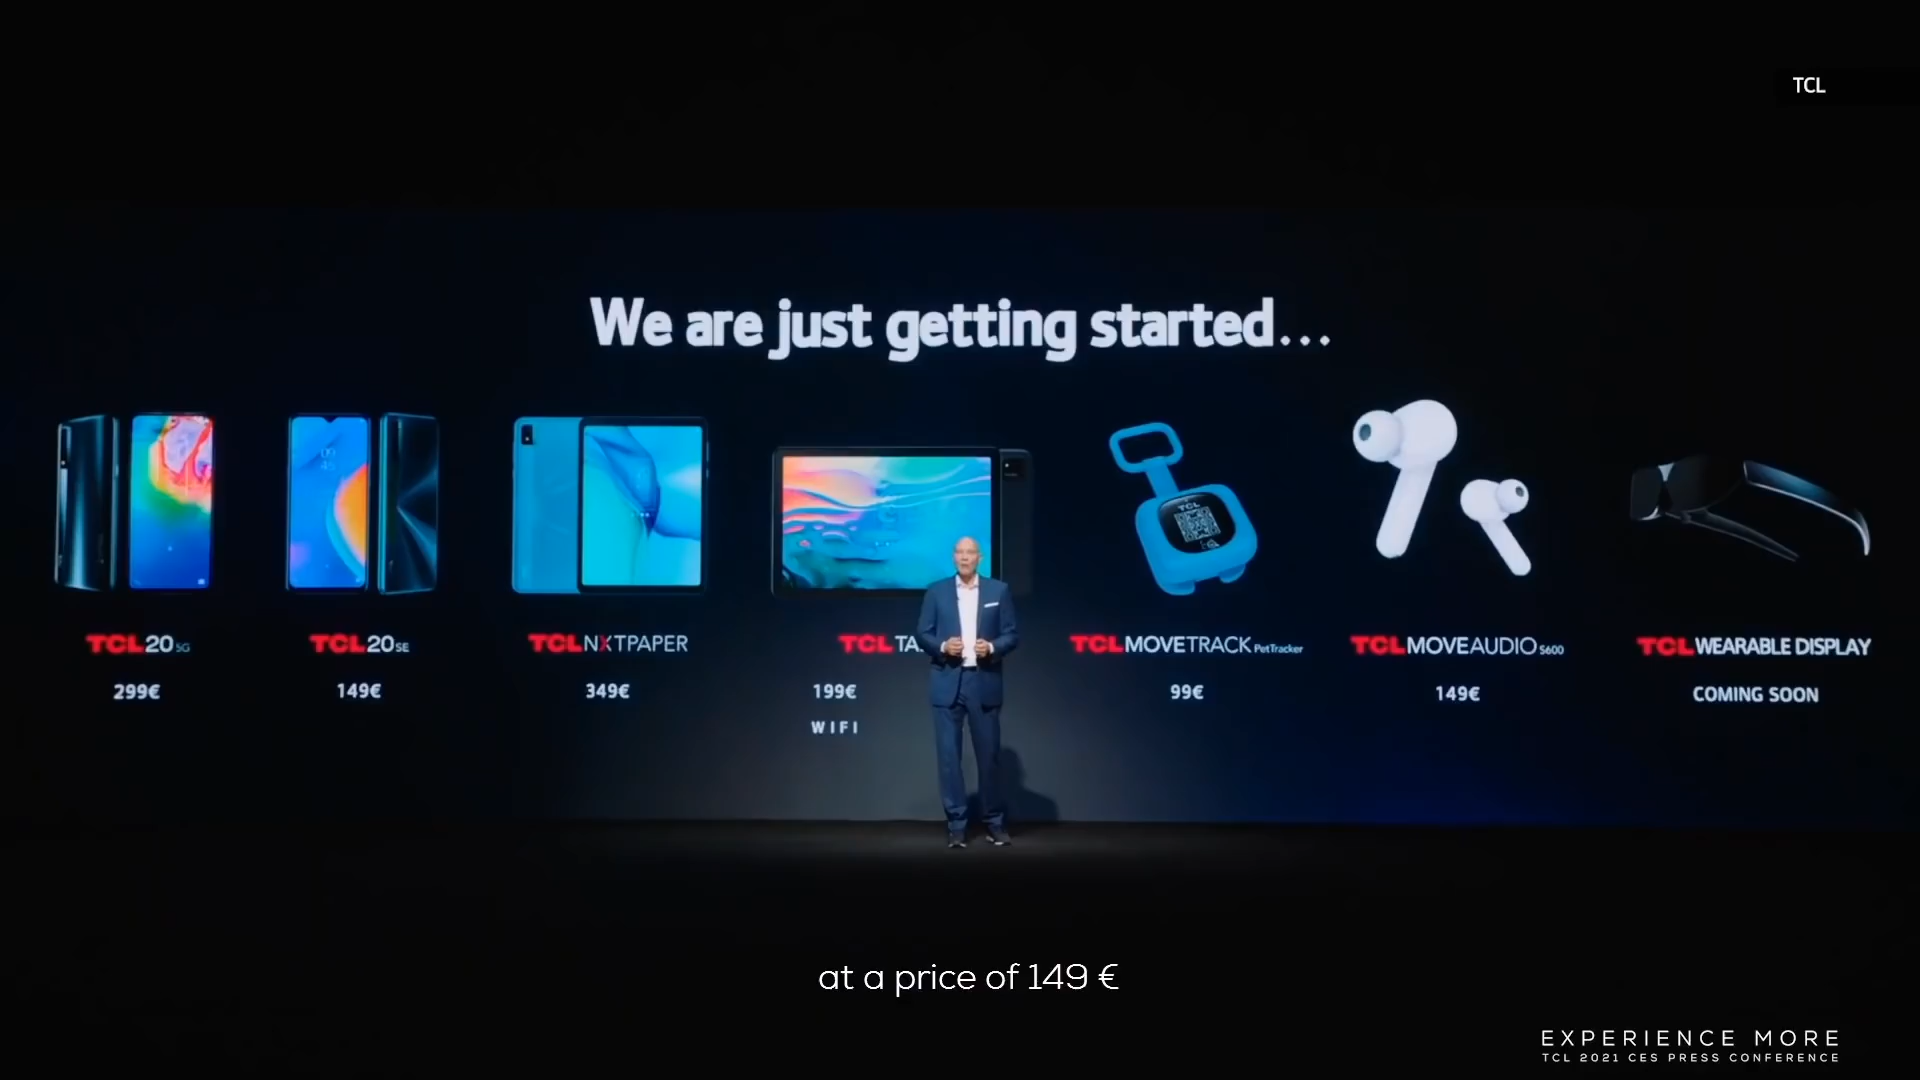 TCL
We are just getting started...
TCL 20 5G
299€
TCL 20 SE
149€
TCL NXTPAPER
349€
TCL TA
199€
WIFI
TCL
TCL MOVETRACK PetTracker
99€
TCL MOVEAUDIO S600
149€
TCL WEARABLE DISPLAY
COMING SOON
at a price of 149 €
EXPERIENCE MORE
TCL 2021 CES PRESS CONFERENCE